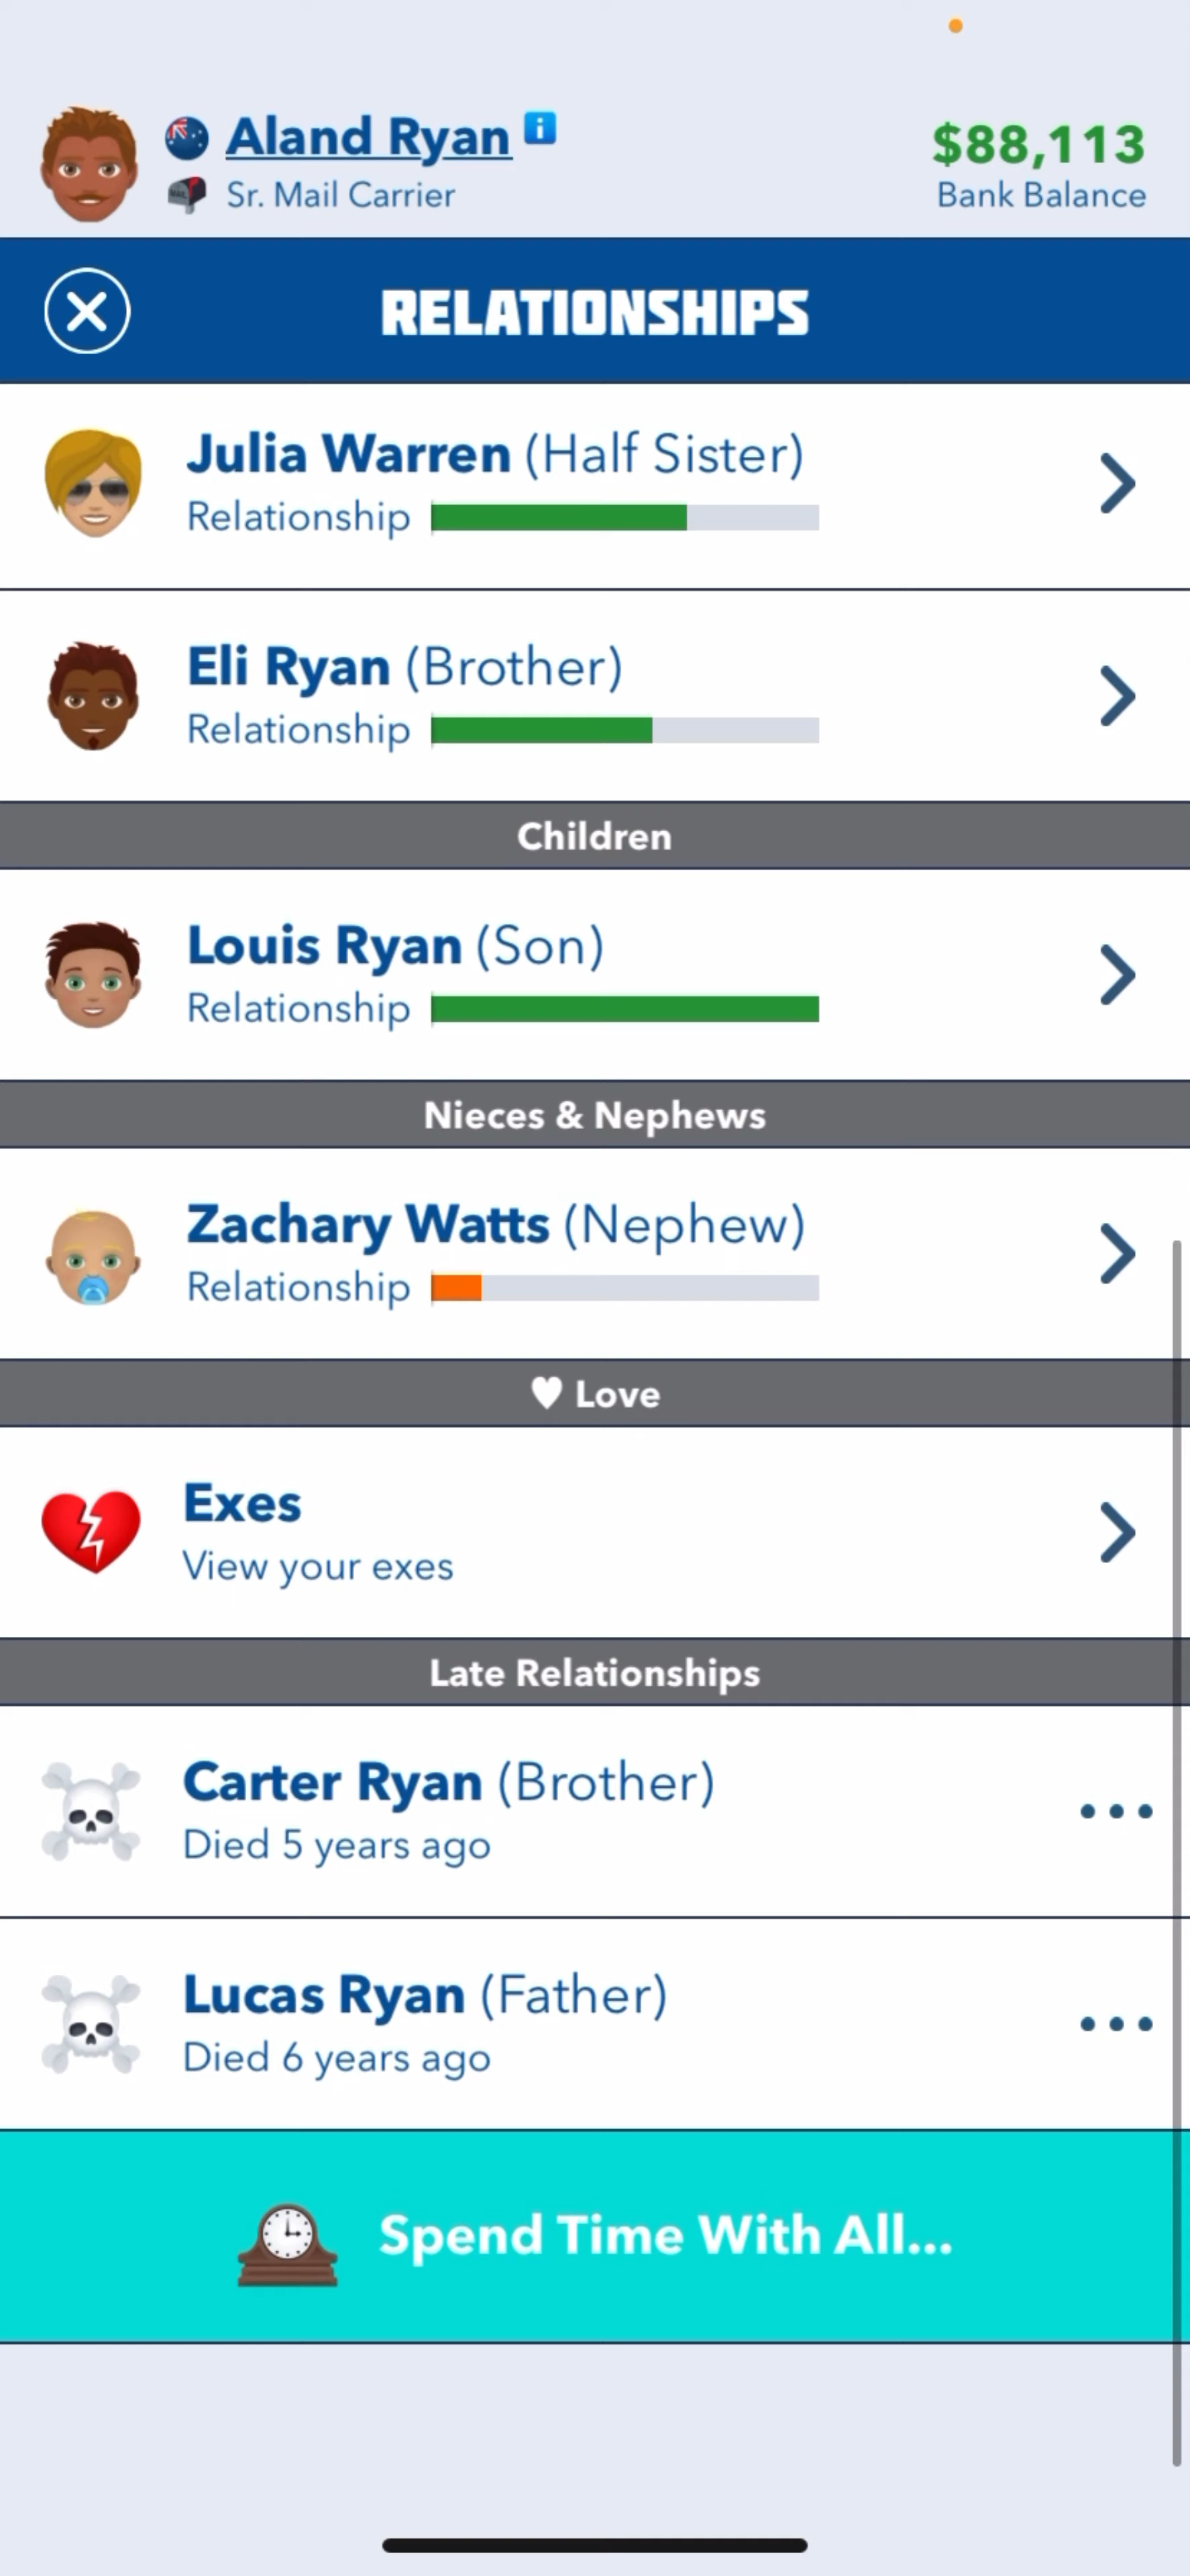 Aland Ryan
Sr. Mail Carrier
$88,113
Bank Balance
RELATIONSHIPS
Julia Warren (Half Sister)
Relationship
Eli Ryan (Brother)
Relationship
Children
Louis Ryan (Son)
Relationship
Nieces & Nephews
Zachary Watts (Nephew)
Relationship
Love
Exes
View your exes
Late Relationships
Carter Ryan (Brother)
Died 5 years ago
Lucas Ryan (Father)
Died 6 years ago
Spend Time With All...